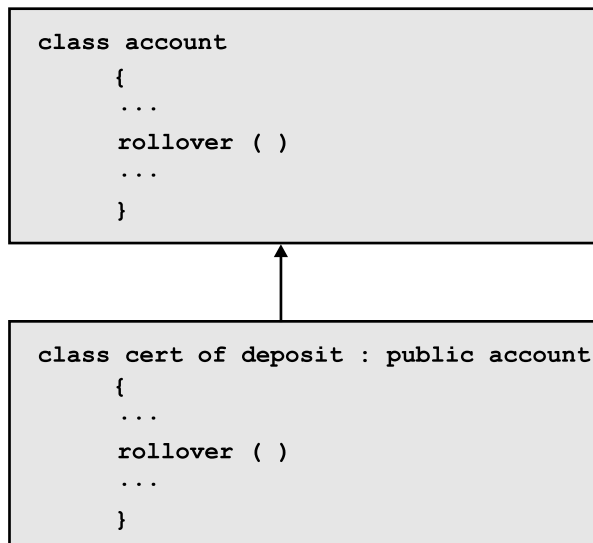 class account
{
...
rollover ( )
...
}
class cert of deposit : public account
{
...
rollover ( )
...
}